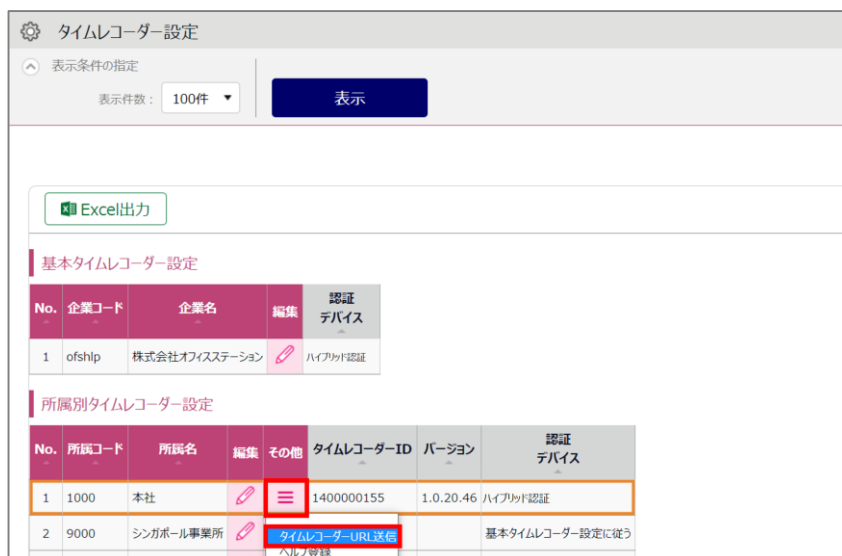 タイムレコーダー設定
表示条件の指定
表示件数： 100件 ▼ 表示
Excel出力
基本タイムレコーダー設定
No. 企業コード 企業名 編集 認証デバイス
1 ofshlp 株式会社オフィスステーション ハイブリッド認証
所属別タイムレコーダー設定
No. 所属コード 所属名 編集 その他 タイムレコーダーID バージョン 認証デバイス
1 1000 本社 1400000155 1.0.20.46 ハイブリッド認証
2 9000 シンガポール事業所 基本タイムレコーダー設定に従う
タイムレコーダーURL送信
ヘルプ登録